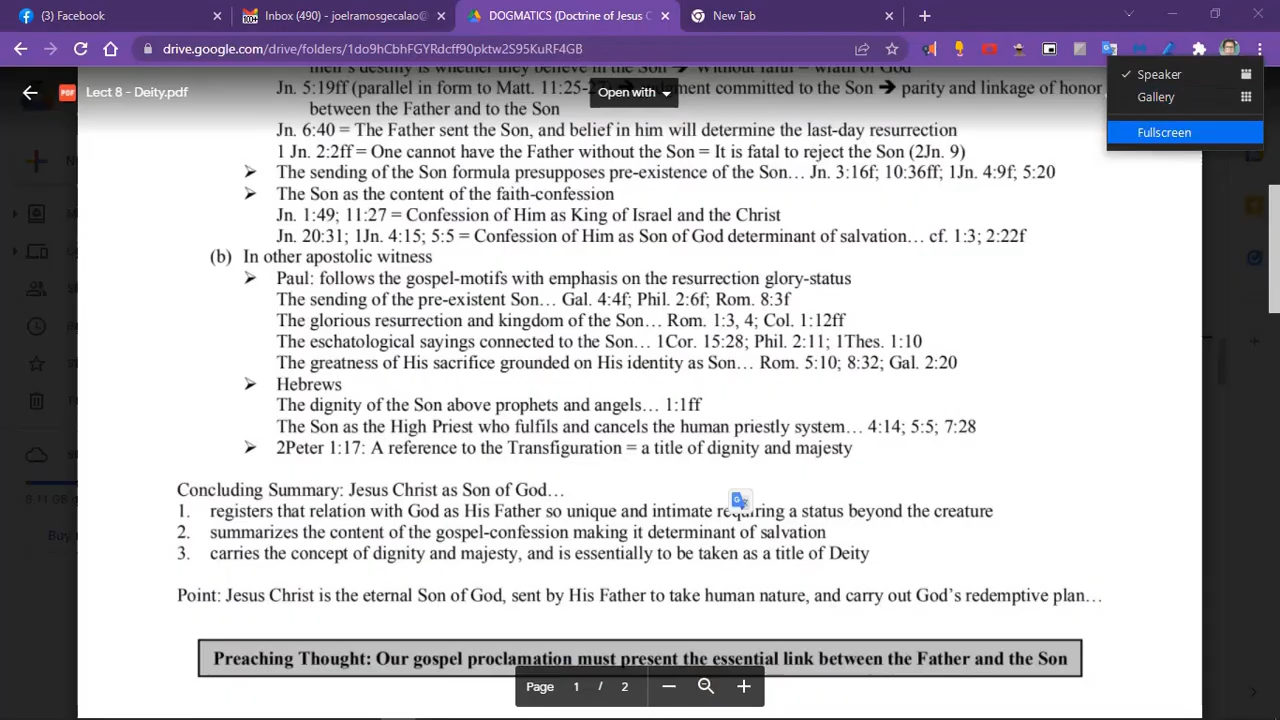 (3) Facebook
Inbox (490) - joelramosgecalao@
DOGMATICS (Doctrine of Jesus C
New Tab
drive.google.com/drive/folders/1do9hCbhFGYRdcff90pktw2S95KuRF4GB
Speaker
Gallery
Fullscreen
PDF
Lect 8 - Deity.pdf
Open with
their's destiny is whether they believe in the Son → Without faith = wrath of God
Jn. 5:19ff (parallel in form to Matt. 11:25-27) → judgment committed to the Son → parity and linkage of honor
between the Father and to the Son
Jn. 6:40 = The Father sent the Son, and belief in him will determine the last-day resurrection
1 Jn. 2:2ff = One cannot have the Father without the Son = It is fatal to reject the Son (2Jn. 9)
➢ The sending of the Son formula presupposes pre-existence of the Son… Jn. 3:16f; 10:36ff; 1Jn. 4:9f; 5:20
➢ The Son as the content of the faith-confession
Jn. 1:49; 11:27 = Confession of Him as King of Israel and the Christ
Jn. 20:31; 1Jn. 4:15; 5:5 = Confession of Him as Son of God determinant of salvation… cf. 1:3; 2:22f
(b) In other apostolic witness
➢ Paul: follows the gospel-motifs with emphasis on the resurrection glory-status
The sending of the pre-existent Son… Gal. 4:4f; Phil. 2:6f; Rom. 8:3f
The glorious resurrection and kingdom of the Son… Rom. 1:3, 4; Col. 1:12ff
The eschatological sayings connected to the Son… 1Cor. 15:28; Phil. 2:11; 1Thes. 1:10
The greatness of His sacrifice grounded on His identity as Son… Rom. 5:10; 8:32; Gal. 2:20
➢ Hebrews
The dignity of the Son above prophets and angels… 1:1ff
The Son as the High Priest who fulfils and cancels the human priestly system… 4:14; 5:5; 7:28
➢ 2Peter 1:17: A reference to the Transfiguration = a title of dignity and majesty
Concluding Summary: Jesus Christ as Son of God…
1. registers that relation with God as His Father so unique and intimate requiring a status beyond the creature
2. summarizes the content of the gospel-confession making it determinant of salvation
3. carries the concept of dignity and majesty, and is essentially to be taken as a title of Deity
Point: Jesus Christ is the eternal Son of God, sent by His Father to take human nature, and carry out God's redemptive plan…
Preaching Thought: Our gospel proclamation must present the essential link between the Father and the Son
Page 1 / 2